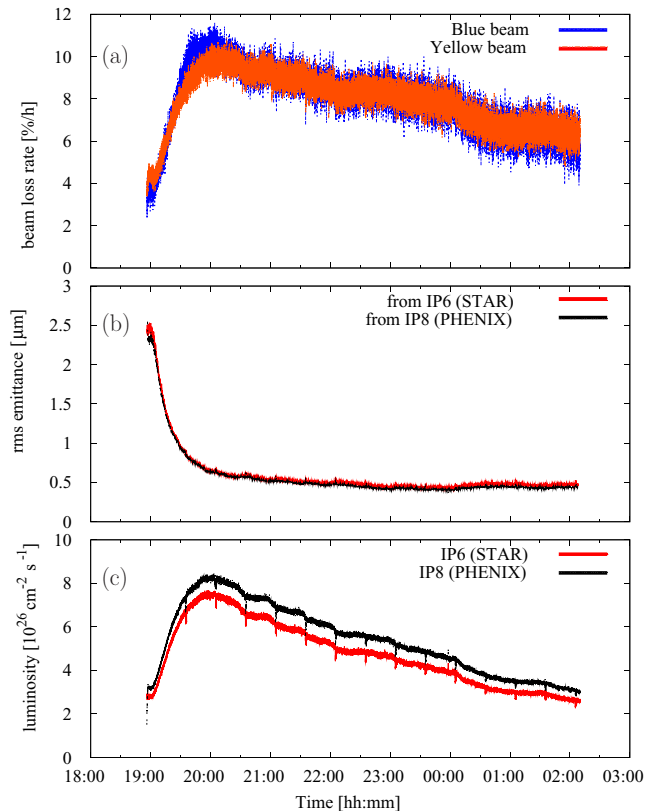 12
10
8
6
4
2
0
beam loss rate [%/h]
(a)
Blue beam
Yellow beam
3
2.5
2
1.5
1
0.5
0
rms emittance [µm]
(b)
from IP6 (STAR)
from IP8 (PHENIX)
10
8
6
4
2
0
luminosity [10²⁶ cm⁻² s⁻¹]
(c)
IP6 (STAR)
IP8 (PHENIX)
18:00 19:00 20:00 21:00 22:00 23:00 00:00 01:00 02:00 03:00
Time [hh:mm]